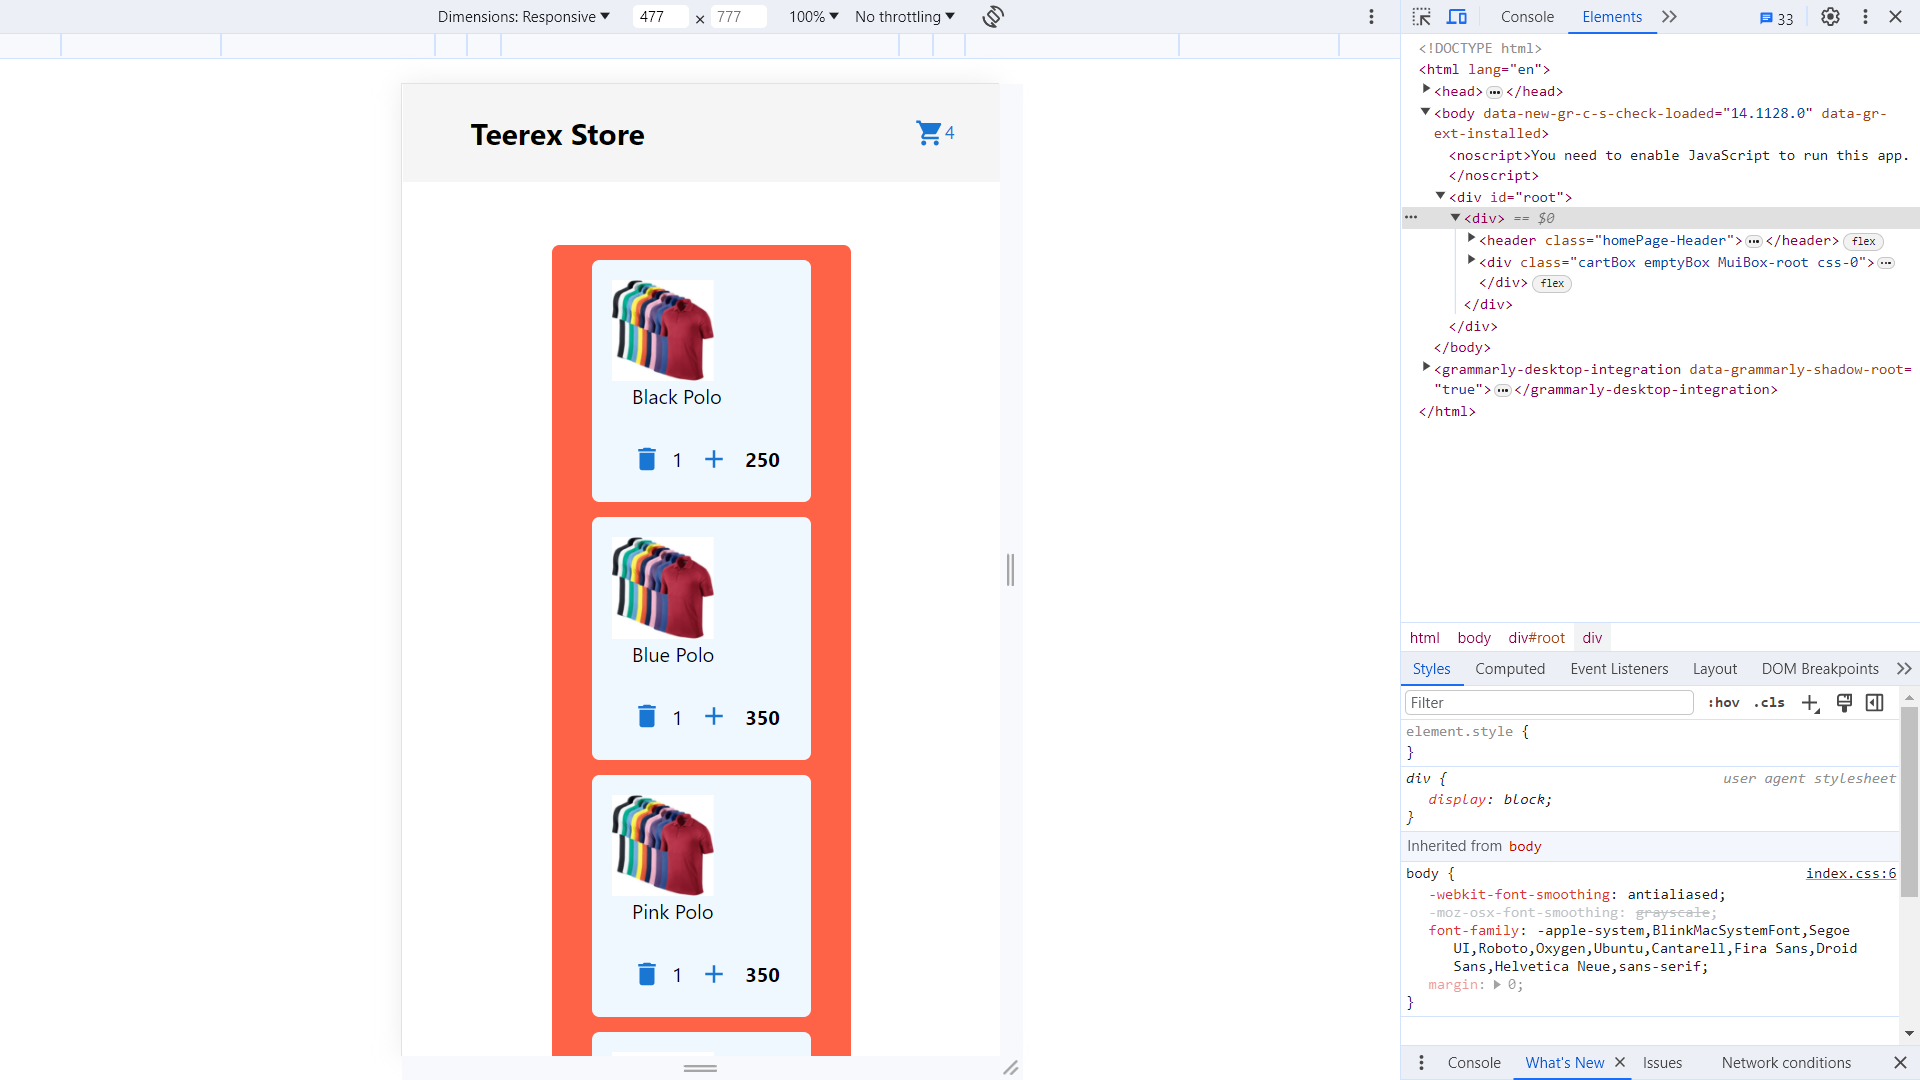 Dimensions: Responsive 477 × 777 100% No throttling
Console Elements 33
Teerex Store 4
Black Polo
1 250
Blue Polo
1 350
Pink Polo
1 350
<!DOCTYPE html>
<html lang="en">
<head> ··· </head>
<body data-new-gr-c-s-check-loaded="14.1128.0" data-gr-
ext-installed>
<noscript>You need to enable JavaScript to run this app.
</noscript>
<div id="root">
··· <div> == $0
<header class="homePage-Header"> ··· </header> flex
<div class="cartBox emptyBox MuiBox-root css-0"> ···
</div> flex
</div>
</div>
</body>
<grammarly-desktop-integration data-grammarly-shadow-root=
"true"> ··· </grammarly-desktop-integration>
</html>
html body div#root div
Styles Computed Event Listeners Layout DOM Breakpoints
Filter :hov .cls
element.style {
}
div { user agent stylesheet
display: block;
}
Inherited from body
body { index.css:6
-webkit-font-smoothing: antialiased;
-moz-osx-font-smoothing: grayscale;
font-family: -apple-system,BlinkMacSystemFont,Segoe
UI,Roboto,Oxygen,Ubuntu,Cantarell,Fira Sans,Droid
Sans,Helvetica Neue,sans-serif;
margin: 0;
}
Console What's New Issues Network conditions